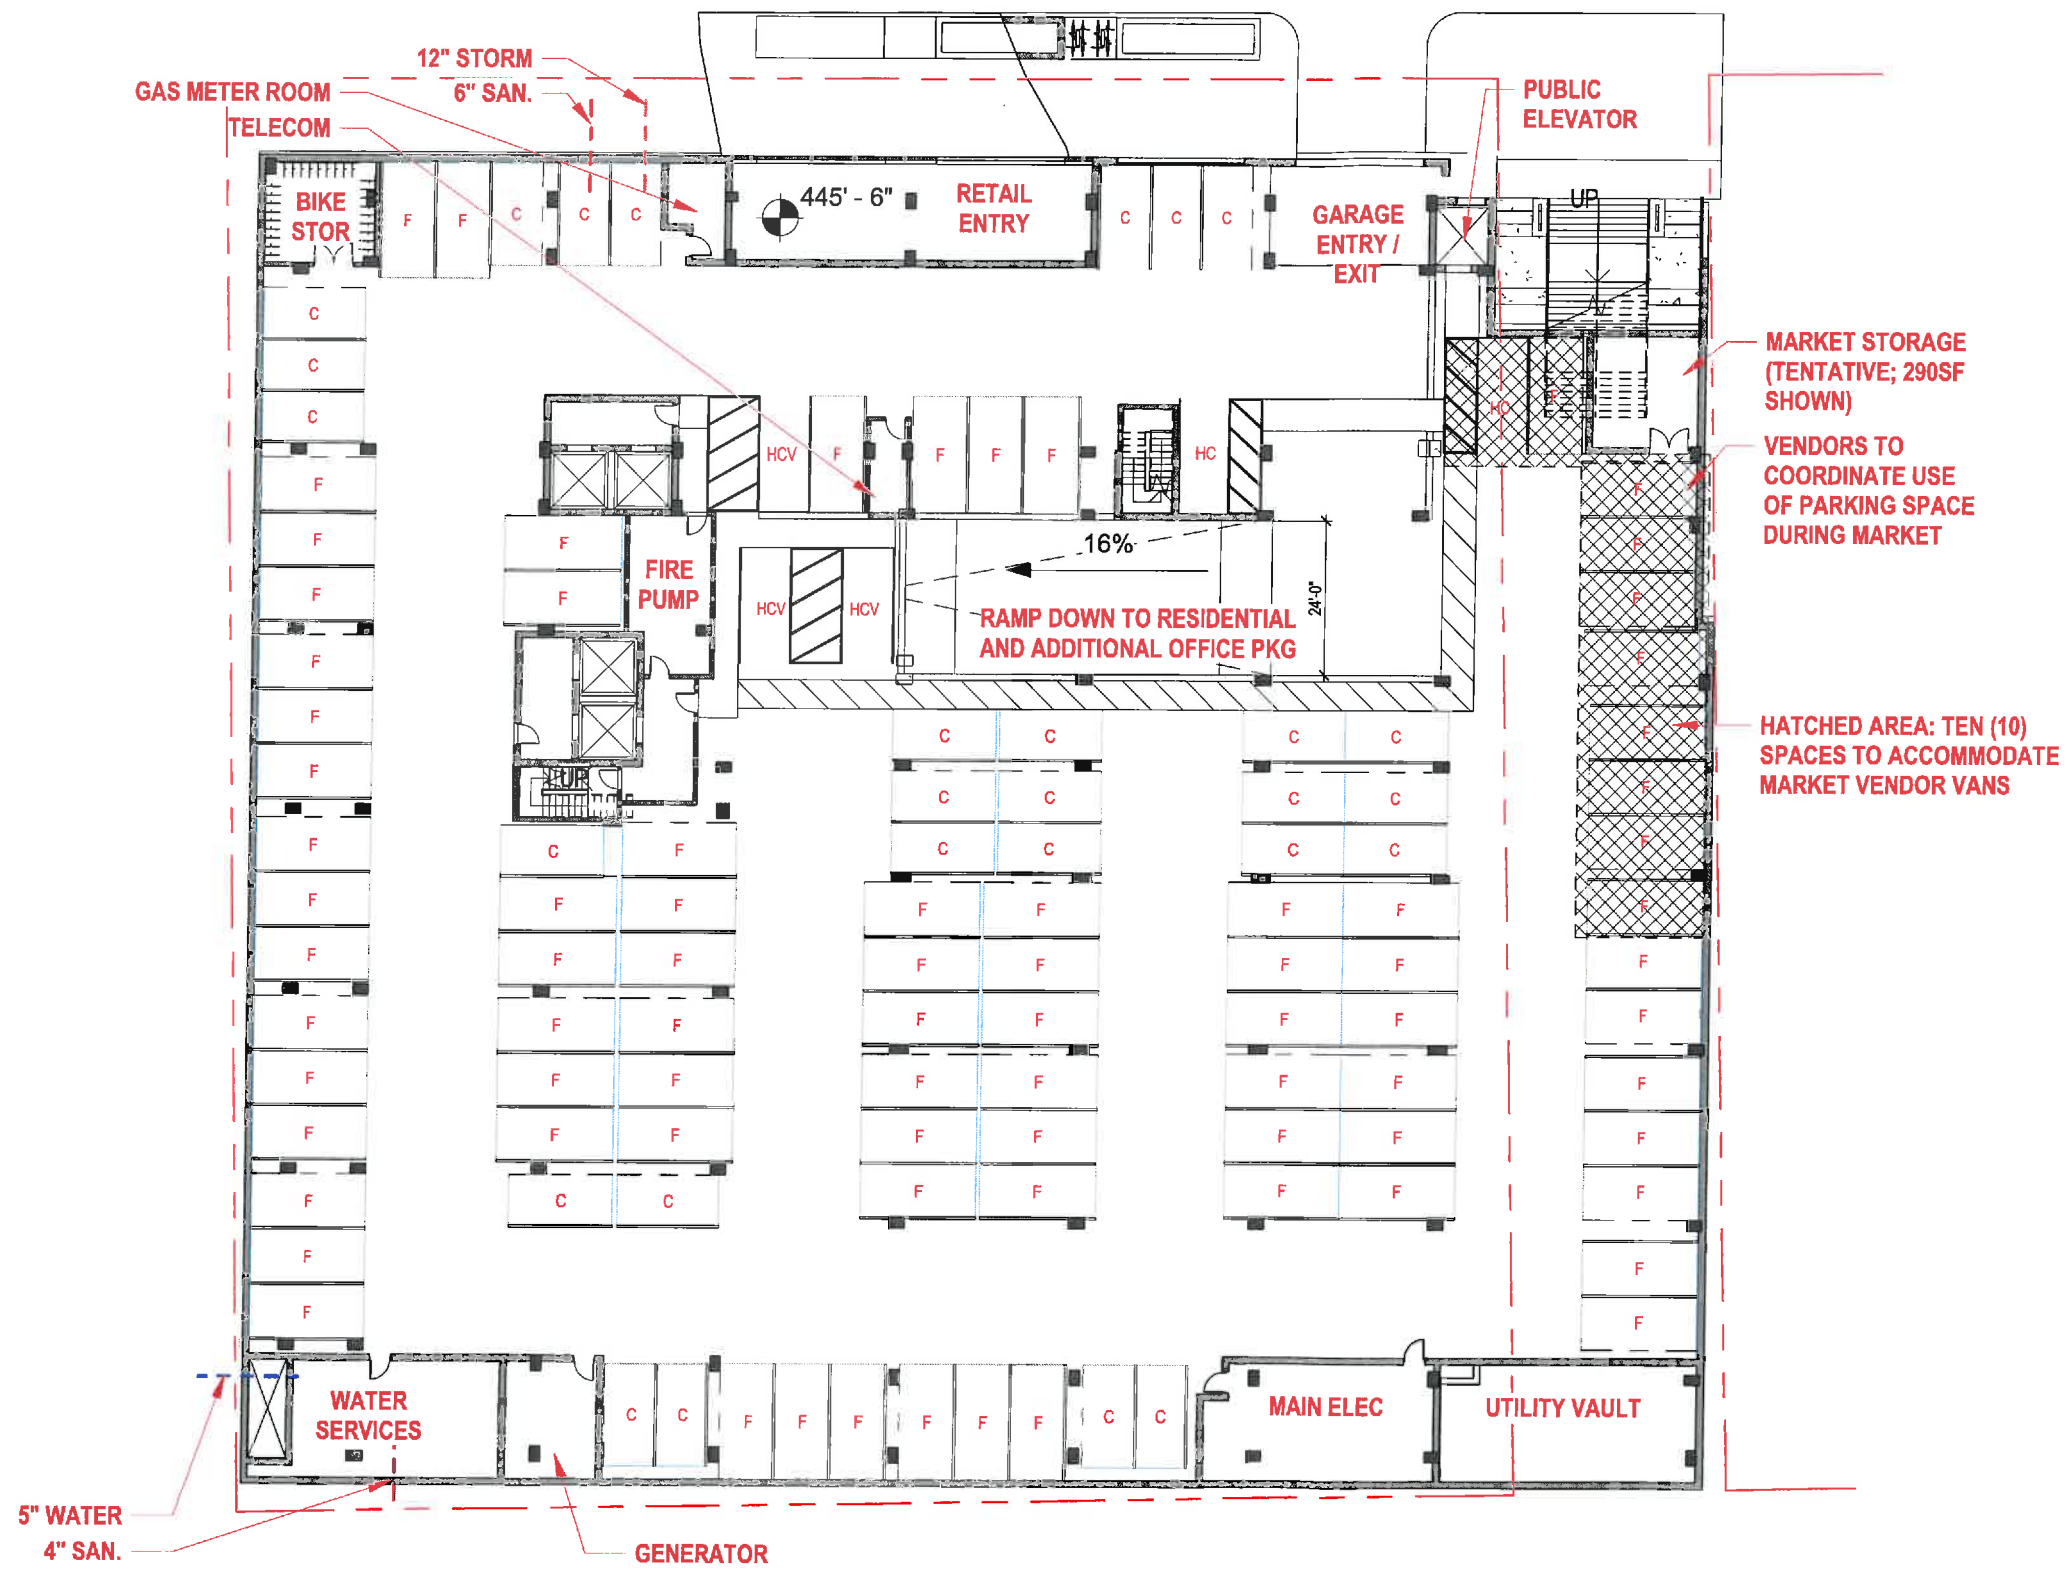 12" STORM
6" SAN.
GAS METER ROOM
TELECOM
PUBLIC
ELEVATOR
BIKE
STOR
F F C C C
445' - 6"
RETAIL
ENTRY
C C C
GARAGE
ENTRY /
EXIT
UP
C
C
C
MARKET STORAGE
(TENTATIVE; 290SF
SHOWN)
HC F
HCV F F F F HC
VENDORS TO
COORDINATE USE
OF PARKING SPACE
DURING MARKET
F
F
F
F
F
F
F
F
FIRE
PUMP
HCV HCV
16%
24'-0"
RAMP DOWN TO RESIDENTIAL
AND ADDITIONAL OFFICE PKG
F
F
F
F
F
F
UP
C C C C
C C C C
C C C C
HATCHED AREA: TEN (10)
SPACES TO ACCOMMODATE
MARKET VENDOR VANS
F
F
F
F
F
F
F
F
F
F
F
F
C F
F F
F F
F F
F F
F F
C C
F F F F
F F F F
F F F F
F F F F
F F F F
F F F F
F
F
F
F
F
F
F
WATER
SERVICES
C C F F F F F F C C
MAIN ELEC
UTILITY VAULT
5" WATER
4" SAN.
GENERATOR